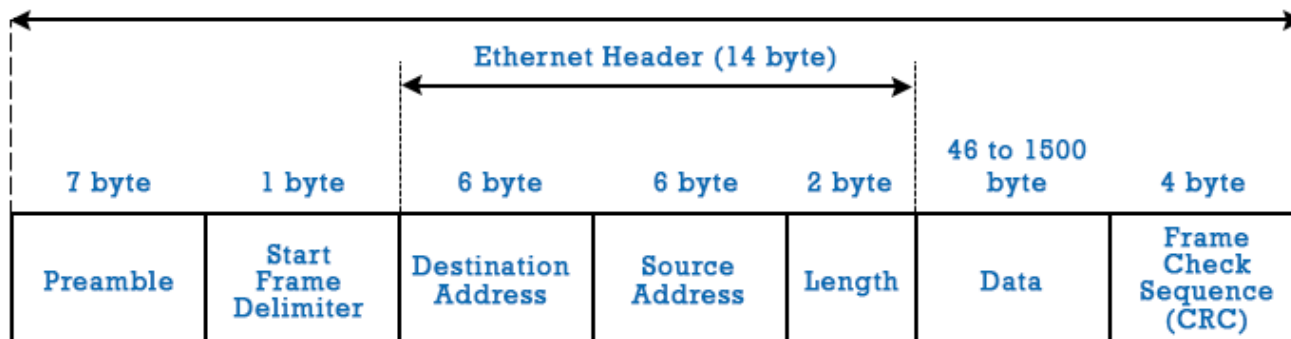 Ethernet Header (14 byte)
7 byte
1 byte
6 byte
6 byte
2 byte
46 to 1500
byte
4 byte
Preamble
Start
Frame
Delimiter
Destination
Address
Source
Address
Length
Data
Frame
Check
Sequence
(CRC)